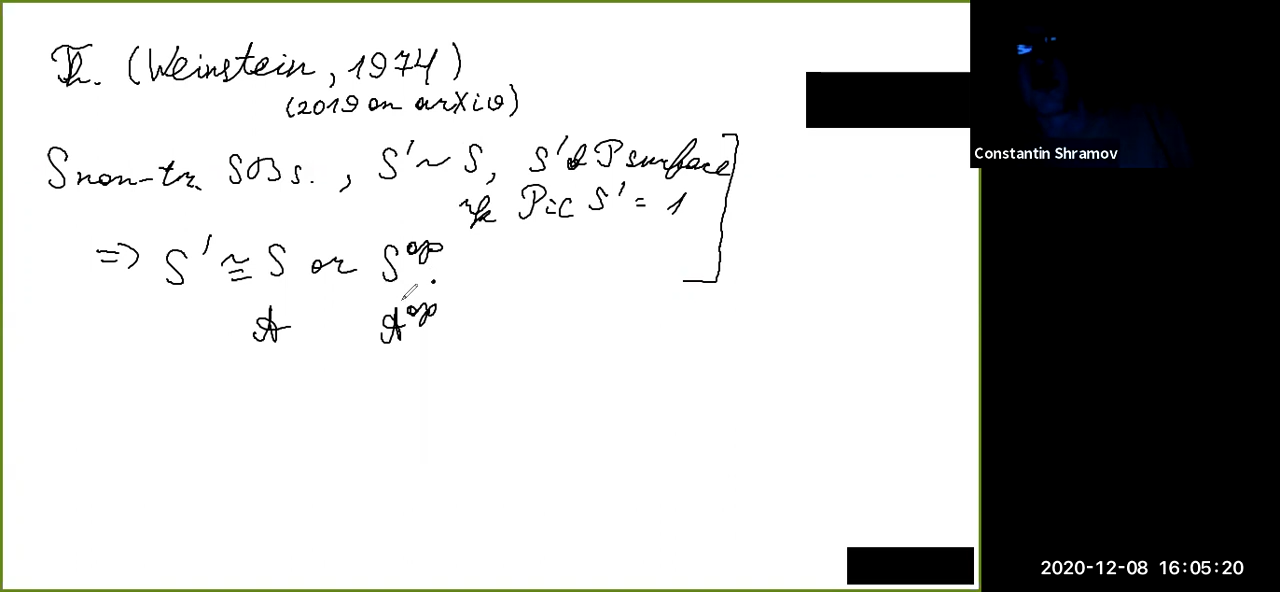 Th. (Weinstein, 1974)
(2019 on arXiv)
S non-tr. SBs., S' ~ S, S' dP surface
rk Pic S' = 1
=> S' ≅ S or S^op.
A A^op
Constantin Shramov
2020-12-08 16:05:20